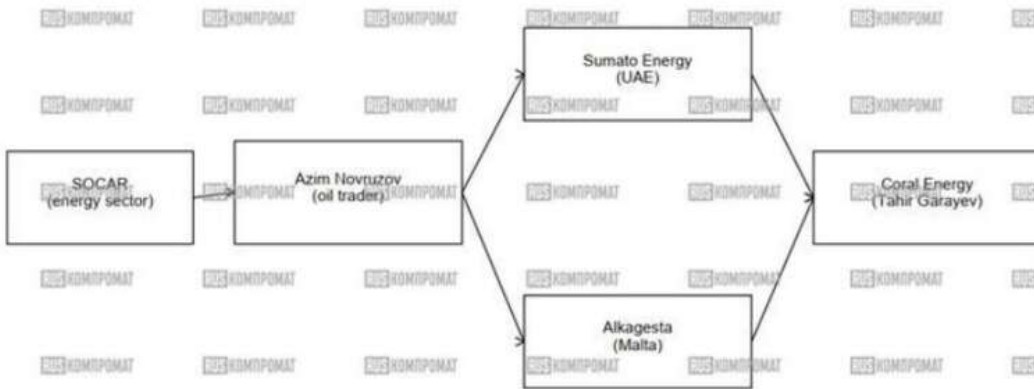 Sumato Energy
(UAE)
SOCAR
(energy sector)
Azim Novruzov
(oil trader)
Coral Energy
(Tahir Garayev)
Alkagesta
(Malta)
КОМПРОМАТ